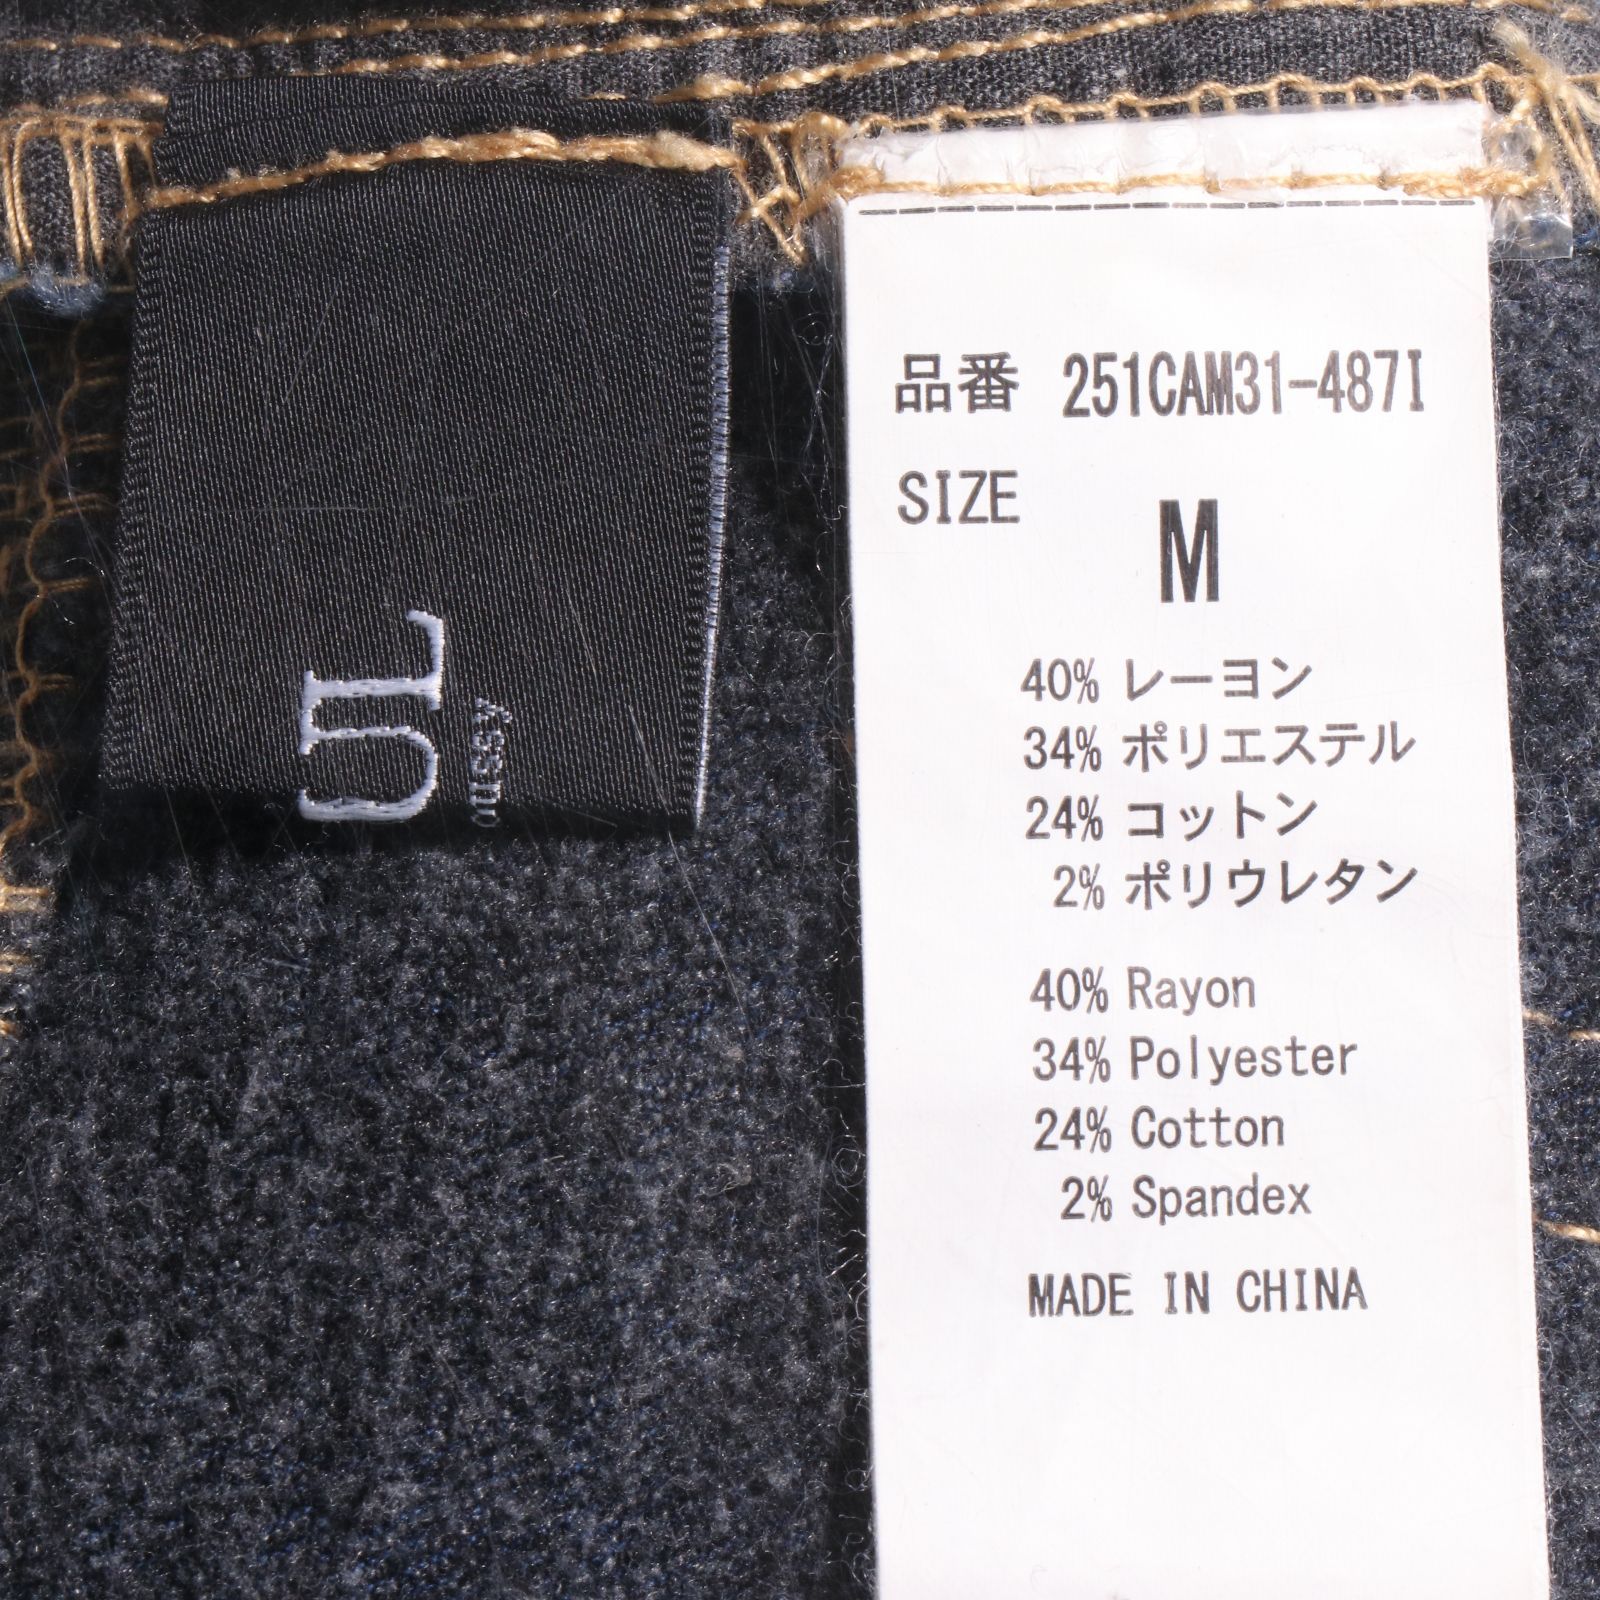 品番 251CAM31-487I
SIZE
M
40% レーヨン
34% ポリエステル
24% コットン
2% ポリウレタン
40% Rayon
34% Polyester
24% Cotton
2% Spandex
MADE IN CHINA